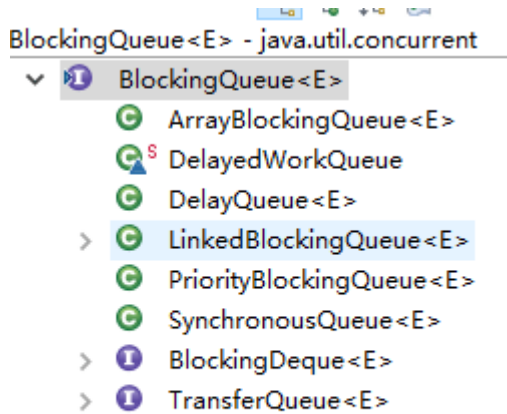 BlockingQueue<E> - java.util.concurrent
I BlockingQueue<E>
C ArrayBlockingQueue<E>
C S DelayedWorkQueue
C DelayQueue<E>
C LinkedBlockingQueue<E>
C PriorityBlockingQueue<E>
C SynchronousQueue<E>
I BlockingDeque<E>
I TransferQueue<E>